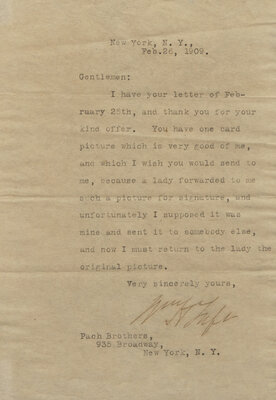 New York, N. Y.,
Feb. 26, 1909.
Gentlemen:
I have your letter of Feb-
ruary 25th, and thank you for your
kind offer. You have one card
picture which is very good of me,
and which I wish you would send to
me, because a lady forwarded to me
such a picture for signature, and
unfortunately I supposed it was
mine and sent it to somebody else,
and now I must return to the lady the
original picture.
Very sincerely yours,
Wm H Taft
Pach Brothers,
935 Broadway,
New York, N. Y.